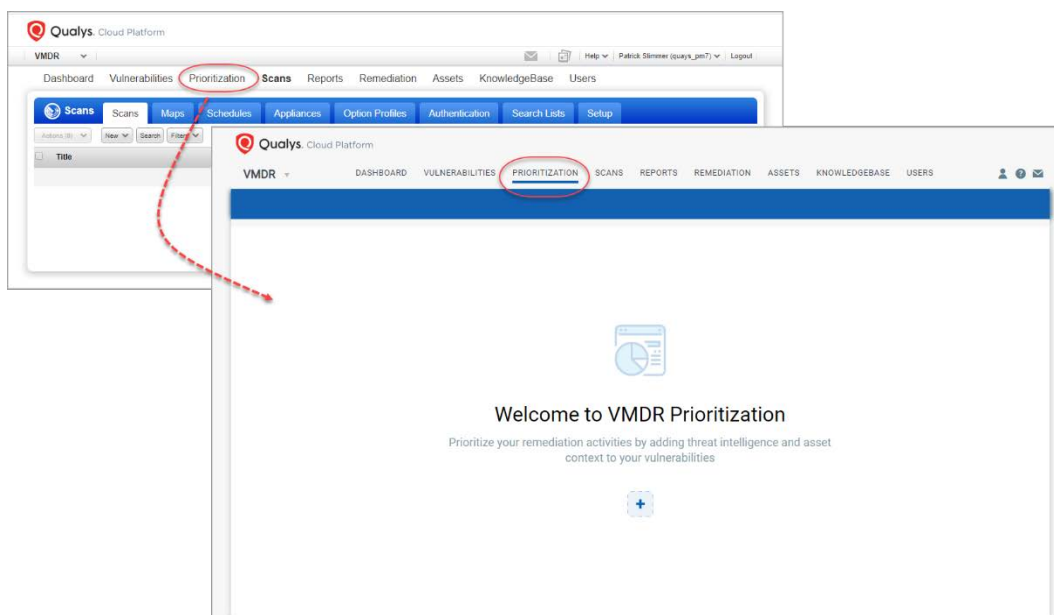 Qualys. Cloud Platform
VMDR
Help Patrick Slimmer (quays_pm7) Logout
Dashboard Vulnerabilities Prioritization Scans Reports Remediation Assets KnowledgeBase Users
Scans Scans Maps Schedules Appliances Option Profiles Authentication Search Lists Setup
Actions (0) New Search Filters
Title
Qualys. Cloud Platform
VMDR DASHBOARD VULNERABILITIES PRIORITIZATION SCANS REPORTS REMEDIATION ASSETS KNOWLEDGEBASE USERS
Welcome to VMDR Prioritization
Prioritize your remediation activities by adding threat intelligence and asset
context to your vulnerabilities
+